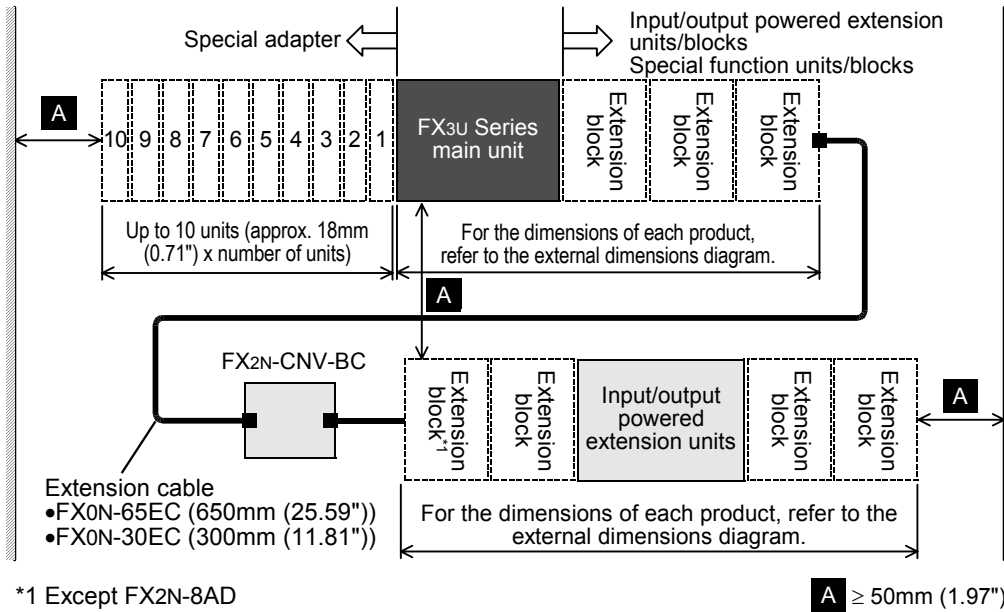 Special adapter
Input/output powered extension
units/blocks
Special function units/blocks
A
10 9 8 7 6 5 4 3 2 1
FX3U Series
main unit
Extension
block
Extension
block
Extension
block
Up to 10 units (approx. 18mm
(0.71") x number of units)
For the dimensions of each product,
refer to the external dimensions diagram.
A
FX2N-CNV-BC
Extension
block*1
Extension
block
Input/output
powered
extension units
Extension
block
Extension
block
A
Extension cable
•FX0N-65EC (650mm (25.59"))
•FX0N-30EC (300mm (11.81"))
For the dimensions of each product, refer to the
external dimensions diagram.
*1 Except FX2N-8AD
A ≥ 50mm (1.97")